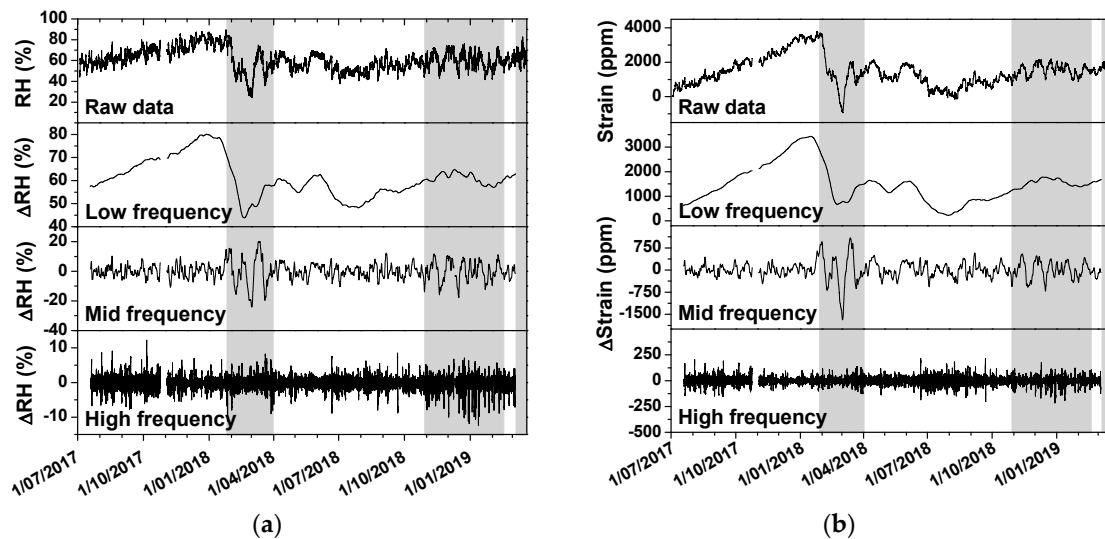 100
80
60
40
20
RH (%)
Raw data
80
70
60
50
40
ΔRH (%)
Low frequency
20
0
-20
-40
ΔRH (%)
Mid frequency
10
0
-10
ΔRH (%)
High frequency
1/07/2017
1/10/2017
1/01/2018
1/04/2018
1/07/2018
1/10/2018
1/01/2019
(a)
4000
2000
0
Strain (ppm)
Raw data
3000
2000
1000
0
Low frequency
750
0
-750
-1500
ΔStrain (ppm)
Mid frequency
250
0
-250
-500
High frequency
1/07/2017
1/10/2017
1/01/2018
1/04/2018
1/07/2018
1/10/2018
1/01/2019
(b)